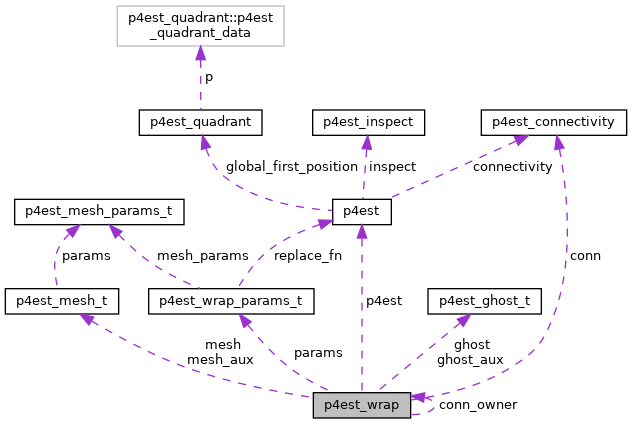 p4est_quadrant::p4est
_quadrant_data
p
p4est_quadrant
p4est_inspect
p4est_connectivity
global_first_position
inspect
connectivity
p4est_mesh_params_t
p4est
params
mesh_params
replace_fn
conn
p4est_mesh_t
p4est_wrap_params_t
p4est
p4est_ghost_t
mesh
mesh_aux
params
ghost
ghost_aux
p4est_wrap
conn_owner